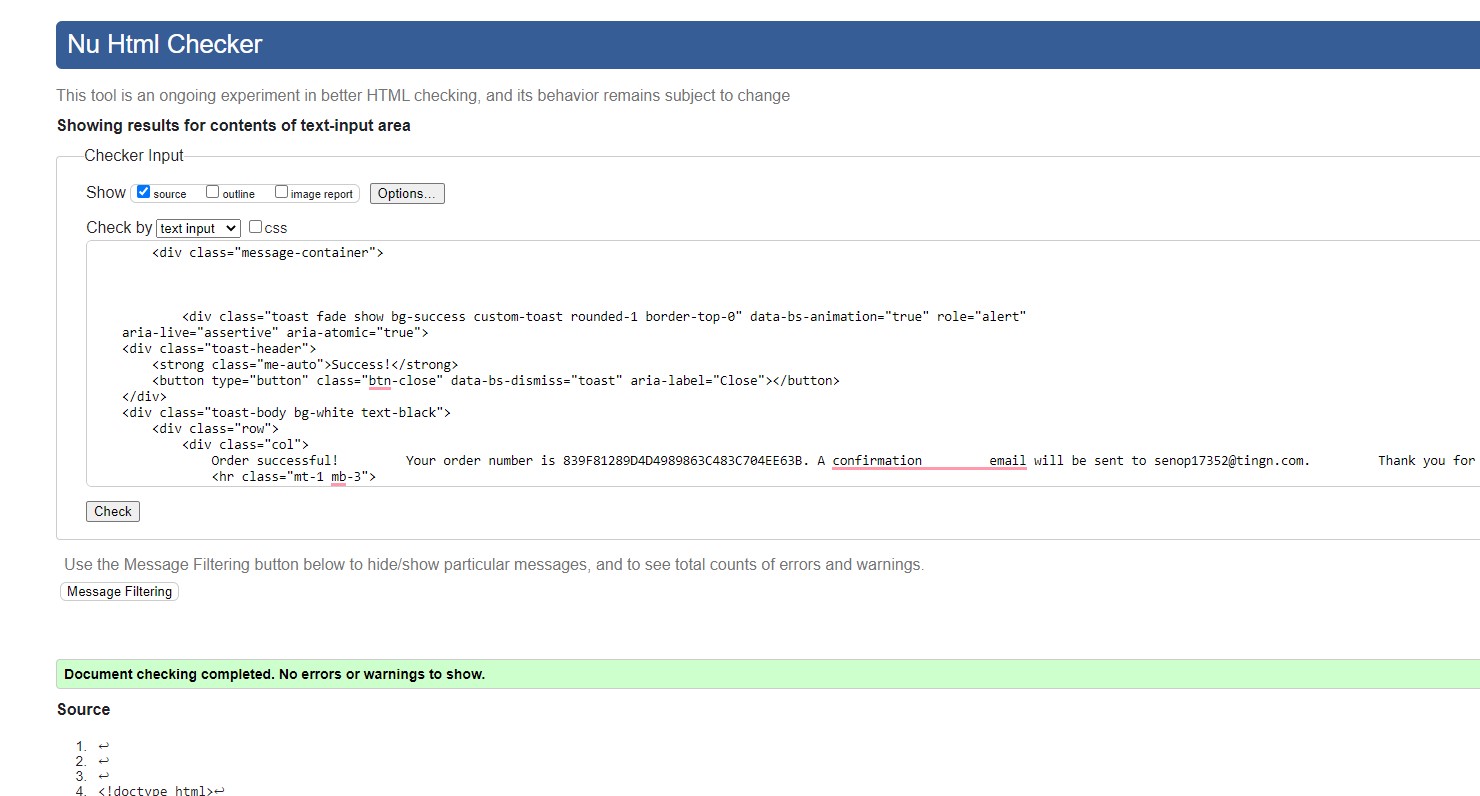 Nu Html Checker
This tool is an ongoing experiment in better HTML checking, and its behavior remains subject to change
Showing results for contents of text-input area
Checker Input
Show source outline image report Options...
Check by text input css
<div class="message-container">
<div class="toast fade show bg-success custom-toast rounded-1 border-top-0" data-bs-animation="true" role="alert"
aria-live="assertive" aria-atomic="true">
<div class="toast-header">
<strong class="me-auto">Success!</strong>
<button type="button" class="btn-close" data-bs-dismiss="toast" aria-label="Close"></button>
</div>
<div class="toast-body bg-white text-black">
<div class="row">
<div class="col">
Order successful! Your order number is 839F81289D4D4989863C483C704EE63B. A confirmation email will be sent to senop17352@tingn.com. Thank you for
<hr class="mt-1 mb-3">
Check
Use the Message Filtering button below to hide/show particular messages, and to see total counts of errors and warnings.
Message Filtering
Document checking completed. No errors or warnings to show.
Source
1. ↩
2. ↩
3. ↩
4. <!doctype html>↩